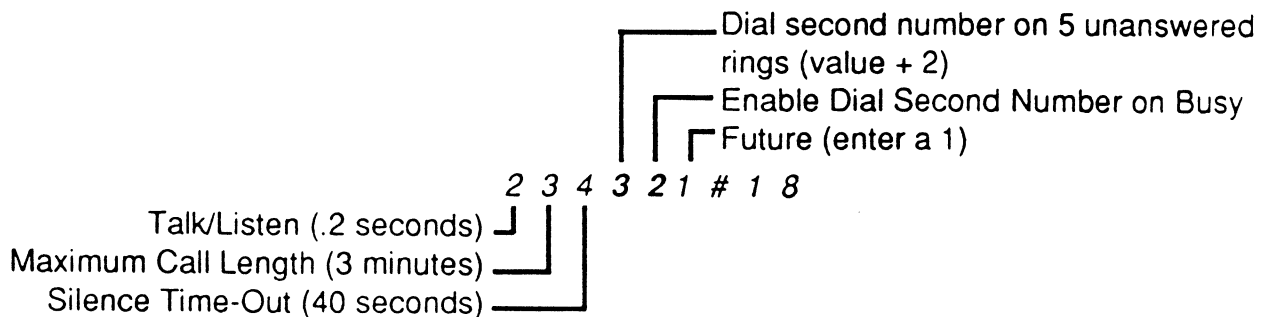 Dial second number on 5 unanswered
rings (value + 2)
Enable Dial Second Number on Busy
Future (enter a 1)
2 3 4 3 2 1 # 1 8
Talk/Listen (.2 seconds)
Maximum Call Length (3 minutes)
Silence Time-Out (40 seconds)